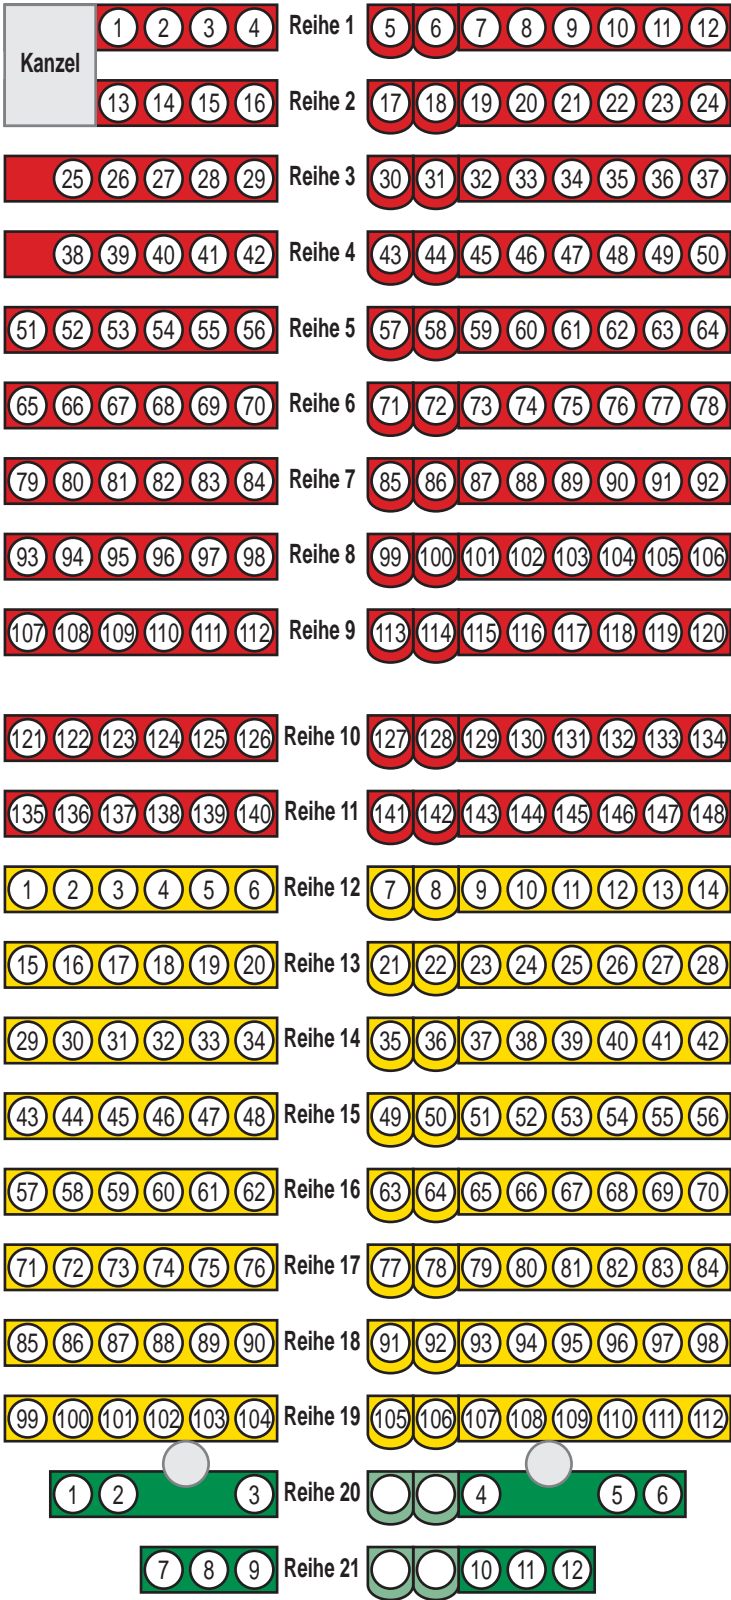 1 2 3 4 Reihe 1 5 6 7 8 9 10 11 12
Kanzel
13 14 15 16 Reihe 2 17 18 19 20 21 22 23 24
25 26 27 28 29 Reihe 3 30 31 32 33 34 35 36 37
38 39 40 41 42 Reihe 4 43 44 45 46 47 48 49 50
51 52 53 54 55 56 Reihe 5 57 58 59 60 61 62 63 64
65 66 67 68 69 70 Reihe 6 71 72 73 74 75 76 77 78
79 80 81 82 83 84 Reihe 7 85 86 87 88 89 90 91 92
93 94 95 96 97 98 Reihe 8 99 100 101 102 103 104 105 106
107 108 109 110 111 112 Reihe 9 113 114 115 116 117 118 119 120
121 122 123 124 125 126 Reihe 10 127 128 129 130 131 132 133 134
135 136 137 138 139 140 Reihe 11 141 142 143 144 145 146 147 148
1 2 3 4 5 6 Reihe 12 7 8 9 10 11 12 13 14
15 16 17 18 19 20 Reihe 13 21 22 23 24 25 26 27 28
29 30 31 32 33 34 Reihe 14 35 36 37 38 39 40 41 42
43 44 45 46 47 48 Reihe 15 49 50 51 52 53 54 55 56
57 58 59 60 61 62 Reihe 16 63 64 65 66 67 68 69 70
71 72 73 74 75 76 Reihe 17 77 78 79 80 81 82 83 84
85 86 87 88 89 90 Reihe 18 91 92 93 94 95 96 97 98
99 100 101 102 103 104 Reihe 19 105 106 107 108 109 110 111 112
1 2 3 Reihe 20 4 5 6
7 8 9 Reihe 21 10 11 12